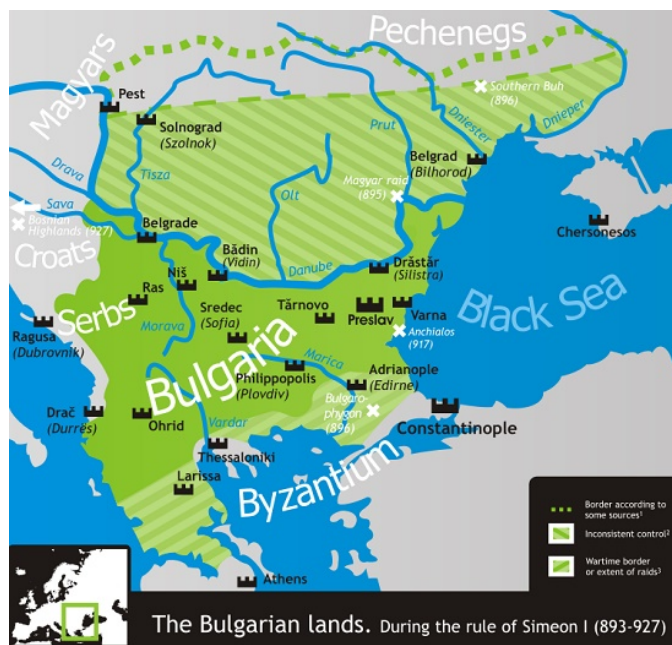 Pechenegs
Magyars
Southern Buh
(896)
Pest
Solnograd
(Szolnok)
Prut
Dniester
Dnieper
Belgrad
(Bilhorod)
Drava
Tisza
Olt
Magyar raid
(895)
Sava
Bosnian
Highlands (927)
Croats
Belgrade
Bădin
(Vidin)
Danube
Drăstăr
(Silistra)
Chersonesos
Black Sea
Niš
Ras
Serbs
Sredec
(Sofia)
Tărnovo
Preslav
Varna
Anchialos
(917)
Ragusa
(Dubrovnik)
Morava
Bulgaria
Marica
Philippopolis
(Plovdiv)
Adrianople
(Edirne)
Bulgaro-
phygon
(896)
Drač
(Durrës)
Ohrid
Vardar
Constantinople
Thessaloniki
Larissa
Byzantium
Athens
Border according to
some sources¹
Inconsistent control²
Wartime border
or extent of raids³
The Bulgarian lands. During the rule of Simeon I (893-927)